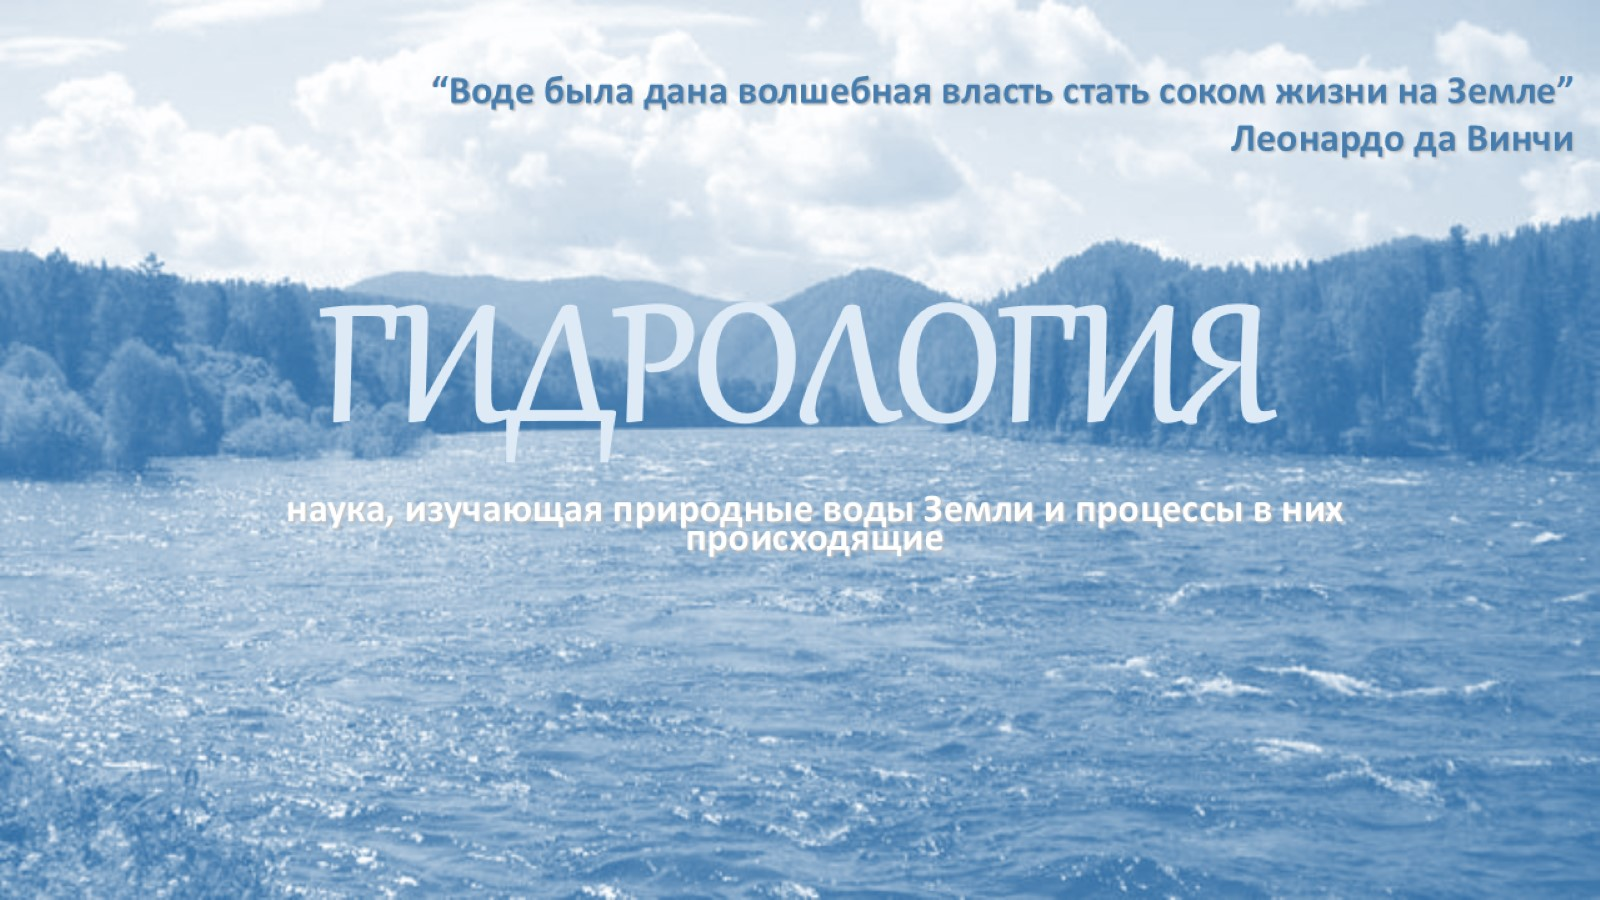 “Воде была дана волшебная власть стать соком жизни на Земле”
Леонардо да Винчи
ГИДРОЛОГИЯ
наука, изучающая природные воды Земли и процессы в них
происходящие